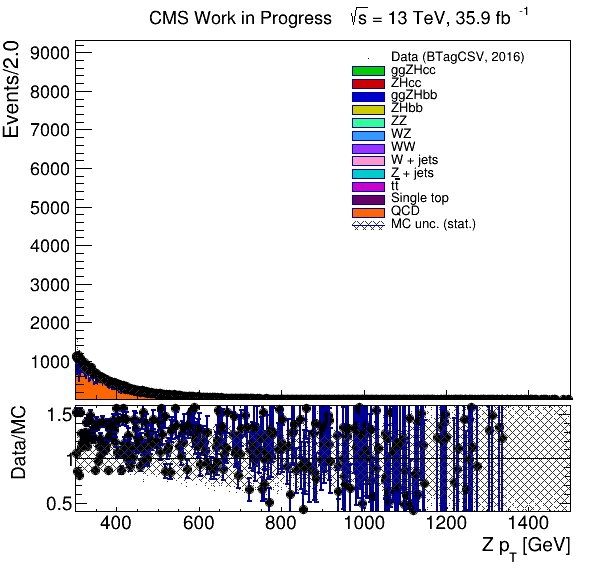 CMS Work in Progress √s = 13 TeV, 35.9 fb⁻¹
Events/2.0
9000
8000
7000
6000
5000
4000
3000
2000
1000
Data (BTagCSV, 2016)
ggZHcc
ZHcc
ggZHbb
ZHbb
ZZ
WZ
WW
W + jets
Z + jets
tt̅
Single top
QCD
MC unc. (stat.)
Data/MC
1.5
1
0.5
400 600 800 1000 1200 1400
Z p_T [GeV]